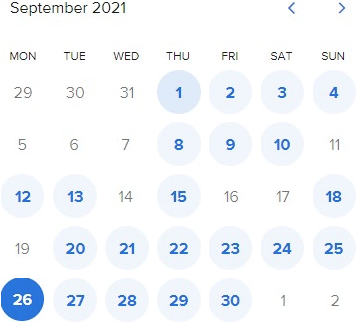 September 2021
MON TUE WED THU FRI SAT SUN
29 30 31 1 2 3 4
5 6 7 8 9 10 11
12 13 14 15 16 17 18
19 20 21 22 23 24 25
26 27 28 29 30 1 2